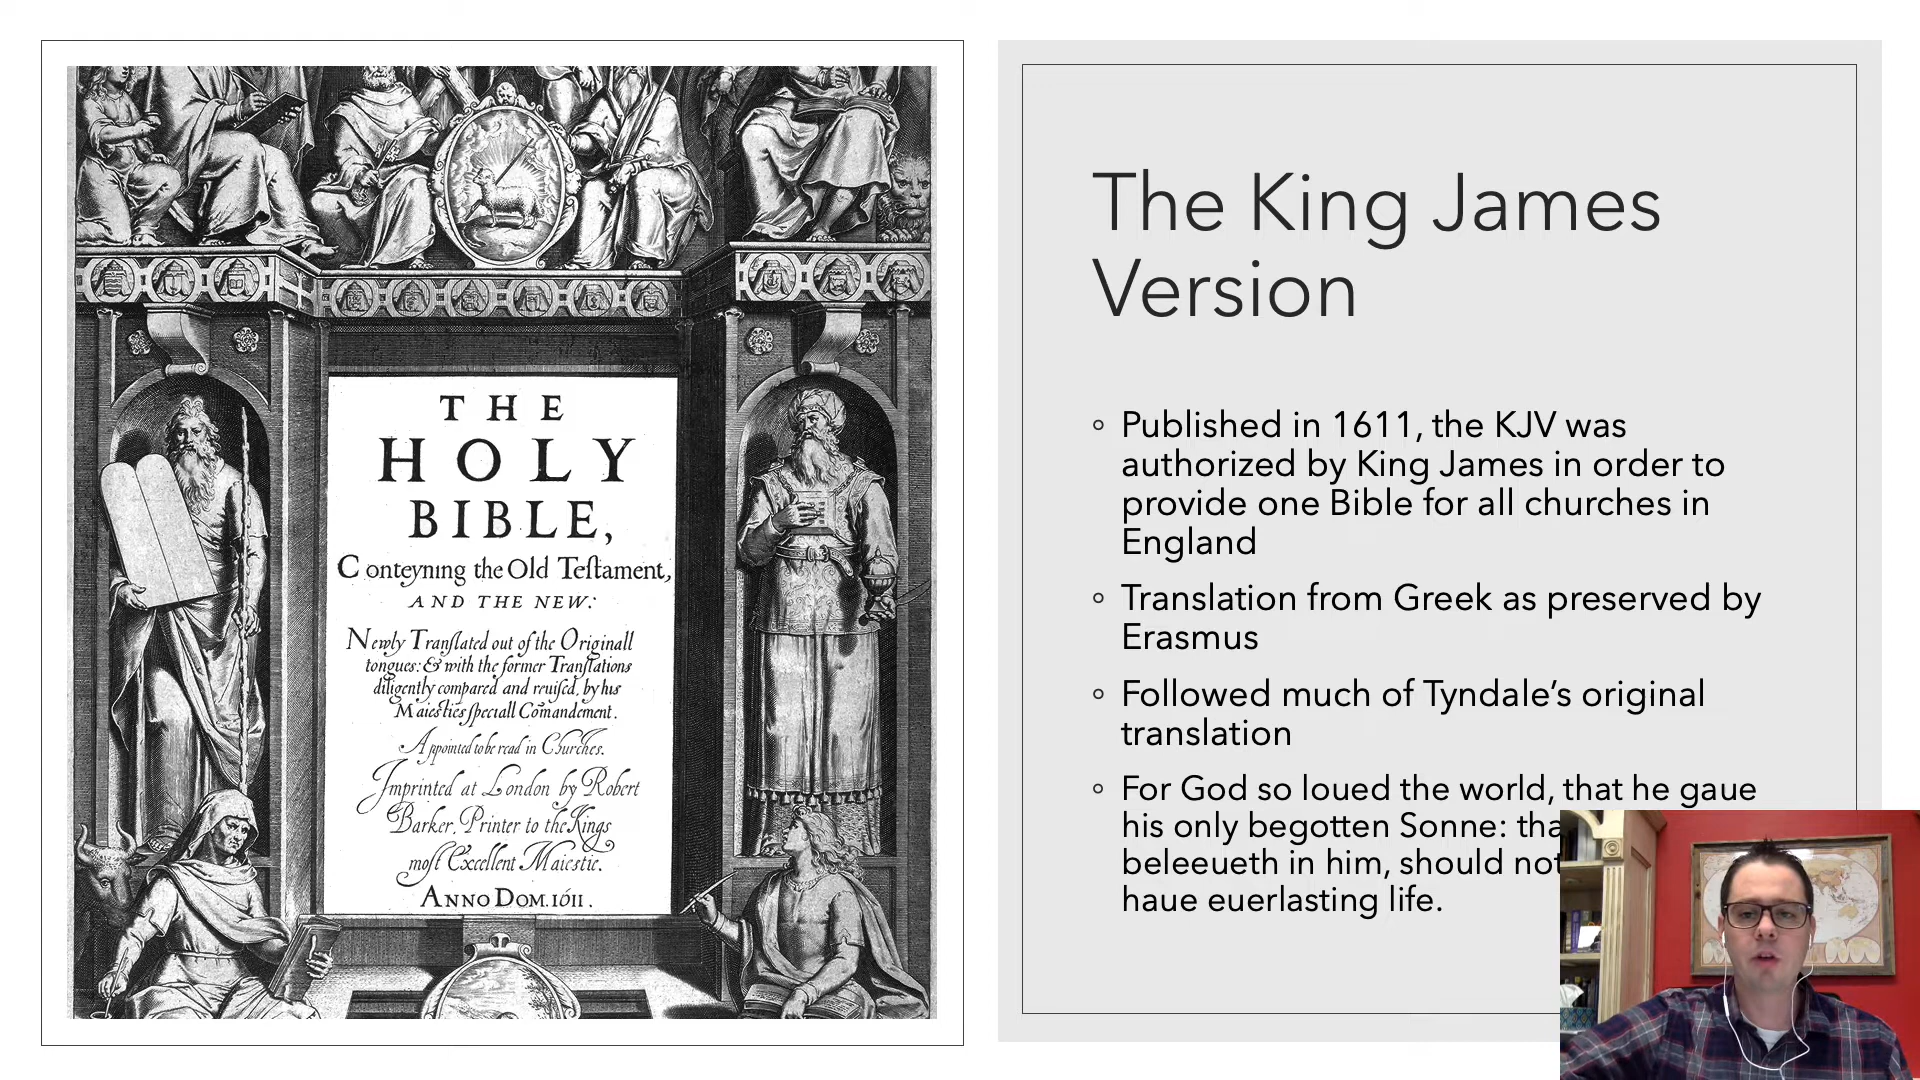 THE
HOLY
BIBLE,
Conteyning the Old Teſtament,
AND THE NEW:
Newly Tranſlated out of the Originall
tongues: & with the former Tranſlations
diligently compared and reuiſed, by his
Maieſties ſpeciall Comandement.
Appointed to be read in Churches.
Imprinted at London by Robert
Barker, Printer to the Kings
moſt Excellent Maieſtie.
ANNO DOM. 1611.
The King James
Version
◦ Published in 1611, the KJV was
authorized by King James in order to
provide one Bible for all churches in
England
◦ Translation from Greek as preserved by
Erasmus
◦ Followed much of Tyndale’s original
translation
◦ For God so loued the world, that he gaue
his only begotten Sonne: tha
beleeueth in him, should not
haue euerlasting life.